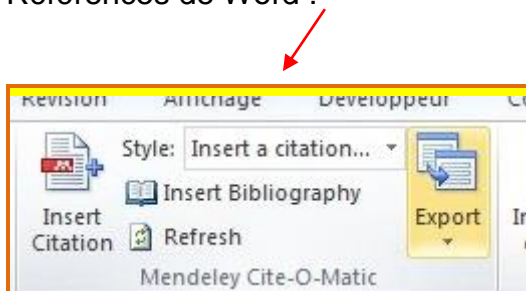 Références de Word :
Révision Affichage Développeur
Style: Insert a citation...
Insert Bibliography
Insert
Citation
Refresh
Export
Mendeley Cite-O-Matic